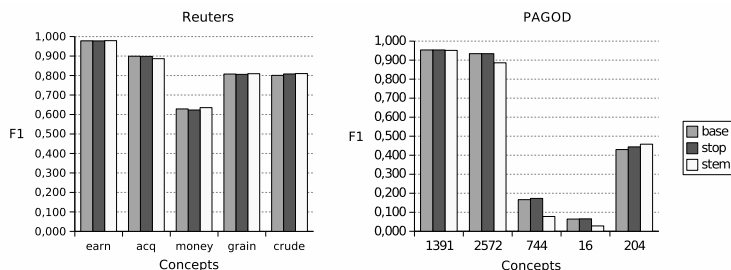 Reuters
1,000
0,900
0,800
0,700
0,600
0,500
0,400
0,300
0,200
0,100
0,000
F1
earn acq money grain crude
Concepts
PAGOD
1,000
0,900
0,800
0,700
0,600
0,500
0,400
0,300
0,200
0,100
0,000
F1
1391 2572 744 16 204
Concepts
base
stop
stem